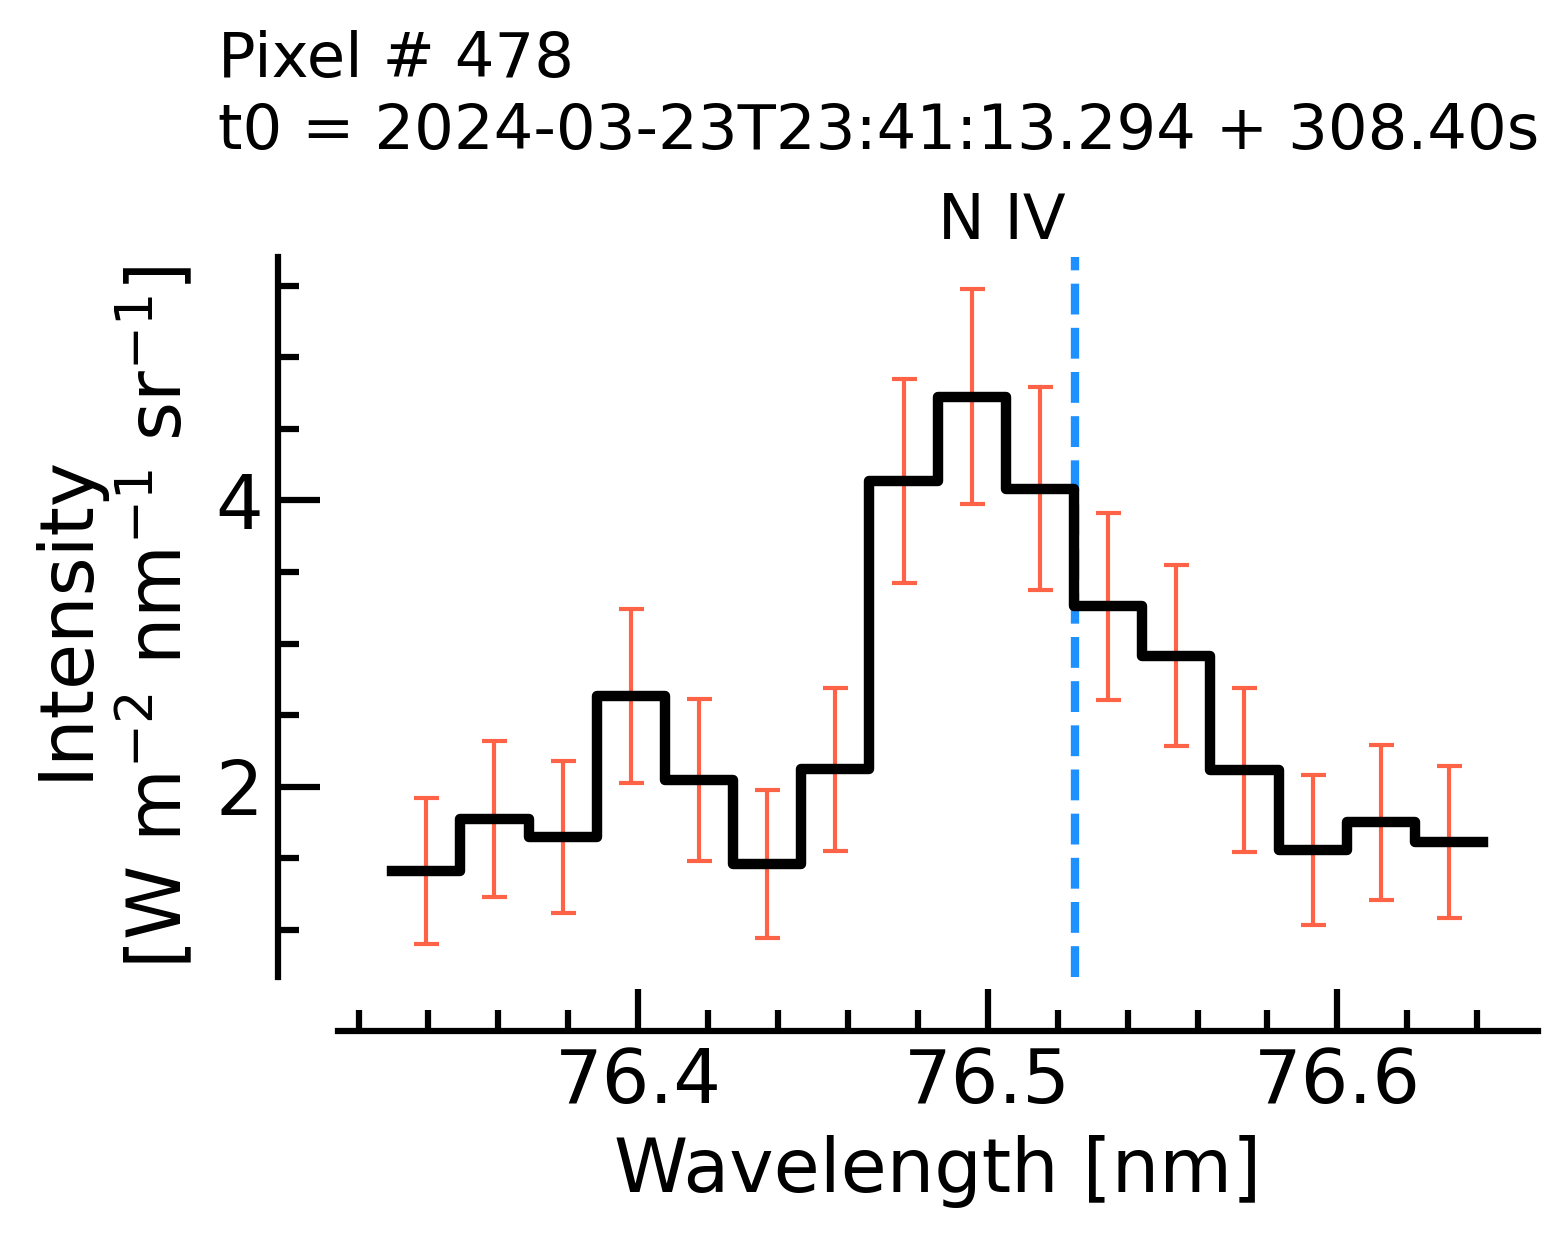 Pixel # 478
t0 = 2024-03-23T23:41:13.294 + 308.40s
N IV
Intensity
[W m⁻² nm⁻¹ sr⁻¹]
4
2
76.4 76.5 76.6
Wavelength [nm]